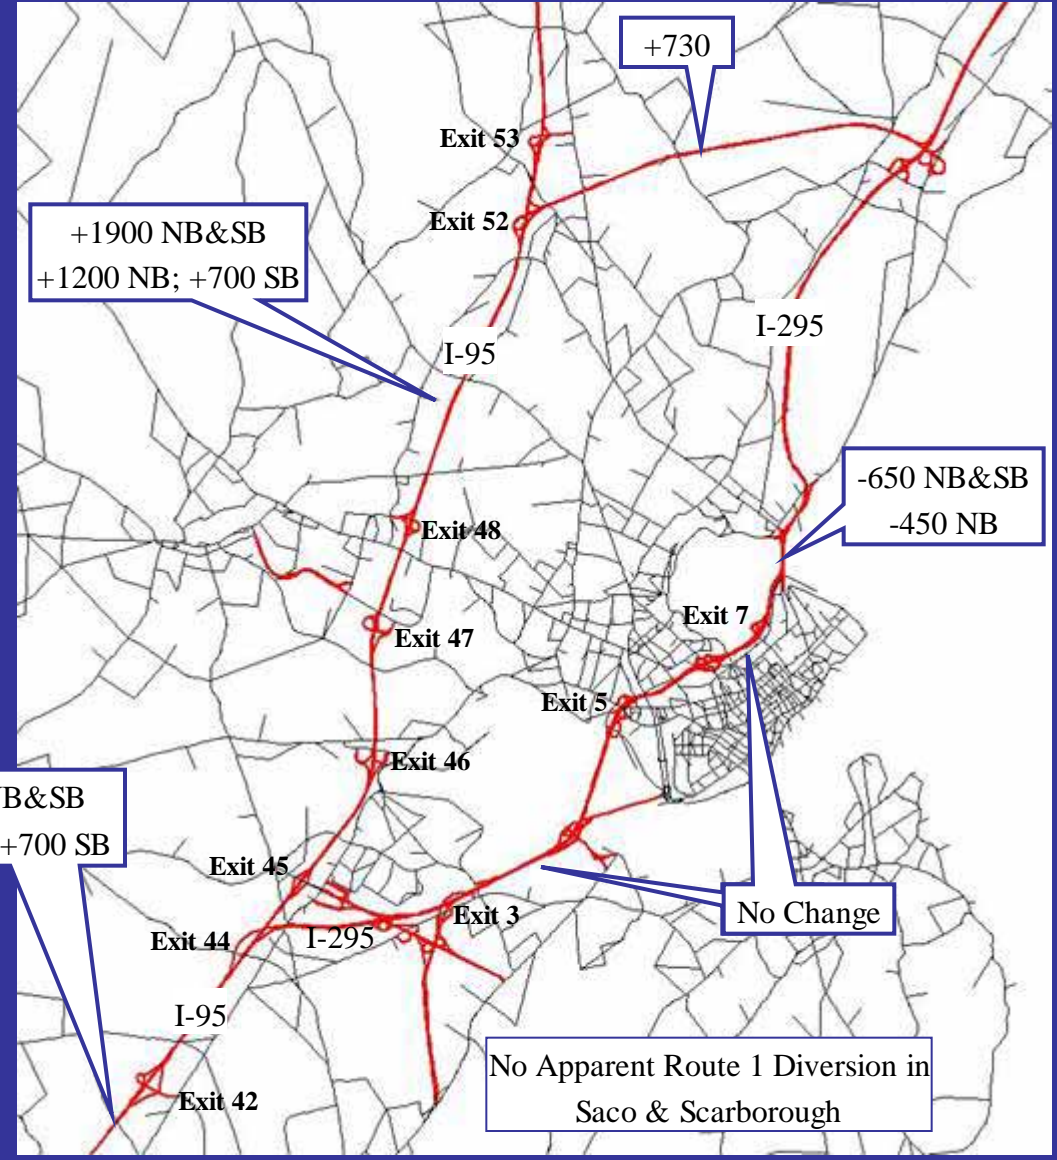 +730
Exit 53
Exit 52
+1900 NB&SB
+1200 NB; +700 SB
I-295
I-95
-650 NB&SB
-450 NB
Exit 48
Exit 7
Exit 47
Exit 5
Exit 46
B&SB
+700 SB
Exit 45
No Change
Exit 3
Exit 44
I-295
I-95
No Apparent Route 1 Diversion in
Saco & Scarborough
Exit 42